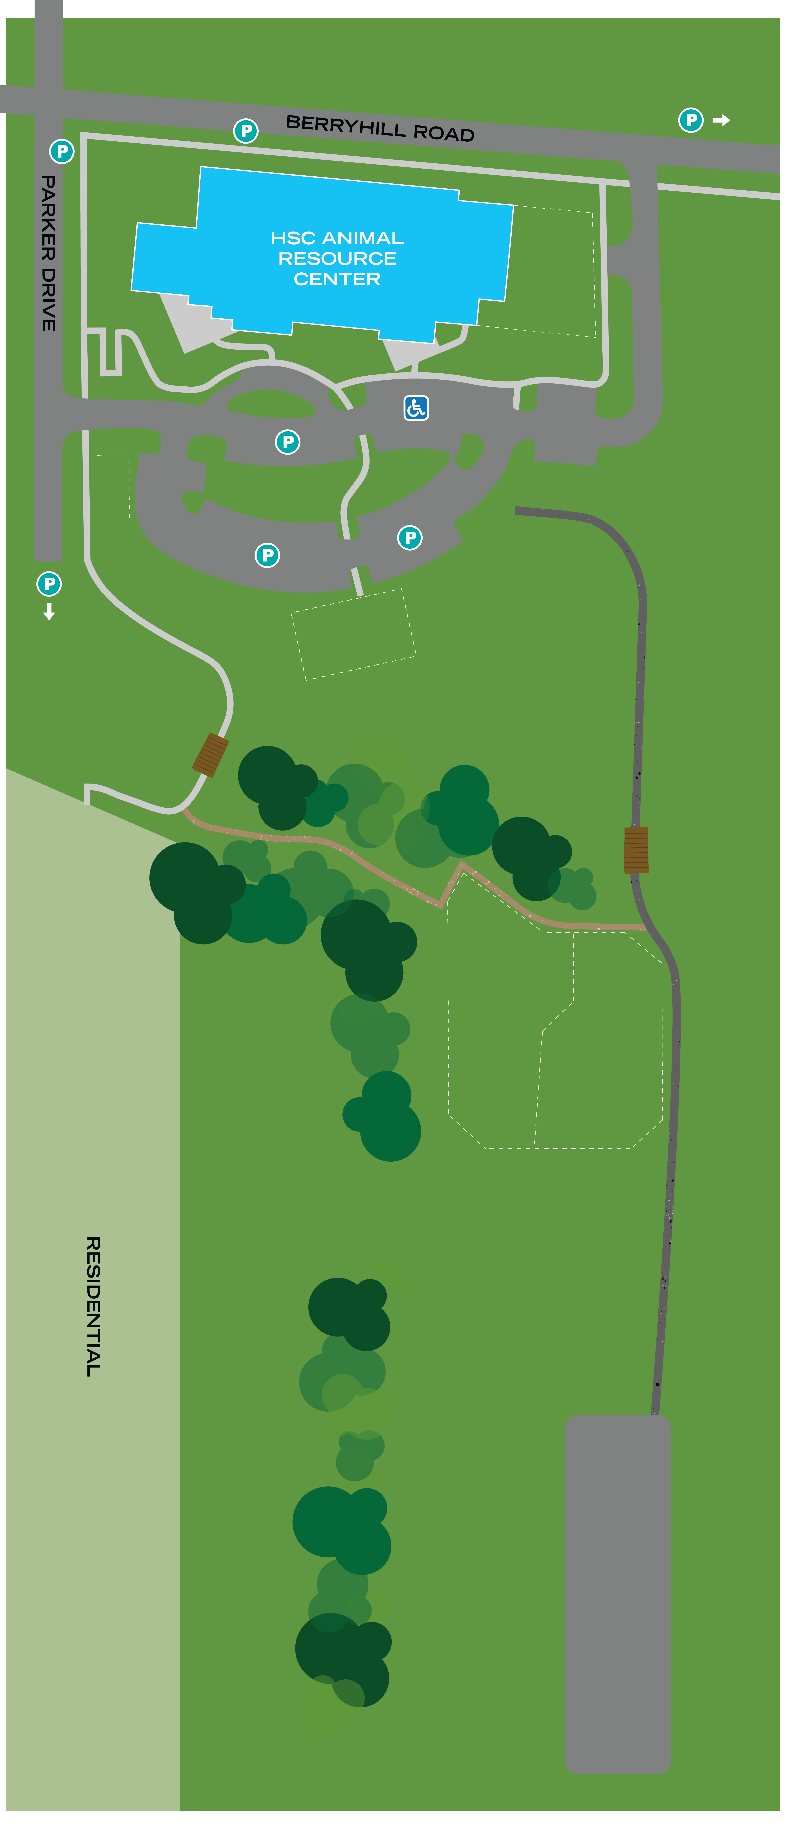 BERRYHILL ROAD
P
P
P
PARKER DRIVE
HSC ANIMAL
RESOURCE
CENTER
P
P
P
P
RESIDENTIAL